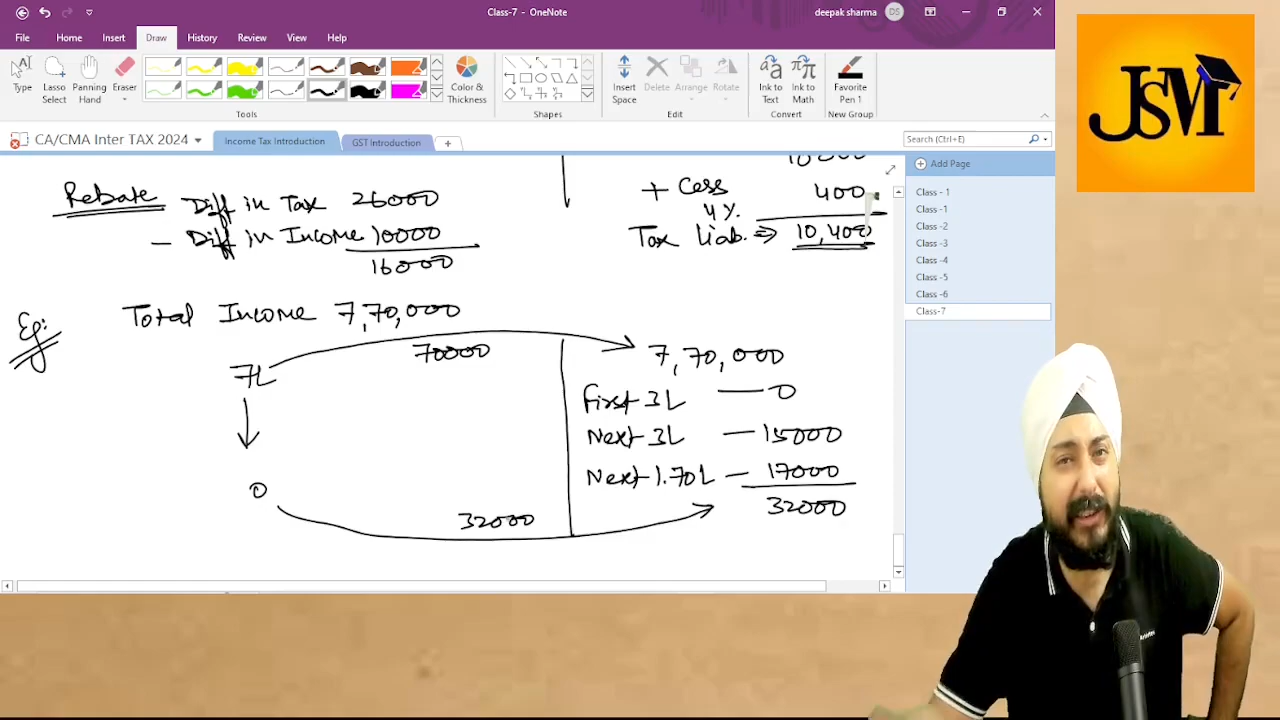 Class-7 - OneNote
deepak sharma DS
File Home Insert Draw History Review View Help
Type
Lasso Select
Panning Hand
Eraser
Color & Thickness
Insert Space
Delete
Arrange
Rotate
Ink to Text
Ink to Math
Favorite Pen 1
Tools Shapes Edit Convert New Group
CA/CMA Inter TAX 2024
Income Tax Introduction
GST Introduction
Search (Ctrl+E)
Add Page
Class - 1
Class -1
Class -2
Class -3
Class -4
Class -5
Class -6
Class-7
JSM
10000
+ Cess 4%. 400
Tax liab. ⇒ 10,400
Rebate Diff in Tax 26000
— Diff in Income 10000
16000
Eg: Total Income 7,70,000
7L 70000 7,70,000
First 3L — 0
Next 3L — 15000
Next 1.70L — 17000
0 32000 32000